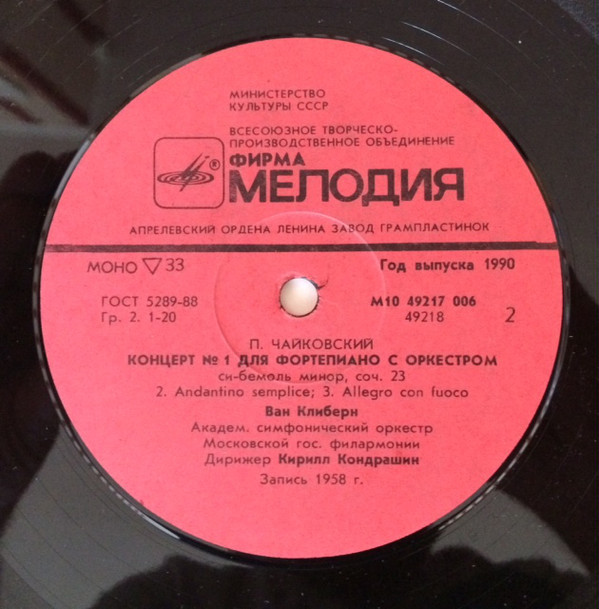 МИНИСТЕРСТВО
КУЛЬТУРЫ СССР
ВСЕСОЮЗНОЕ ТВОРЧЕСКО-
ПРОИЗВОДСТВЕННОЕ ОБЪЕДИНЕНИЕ
®
ФИРМА
МЕЛОДИЯ
АПРЕЛЕВСКИЙ ОРДЕНА ЛЕНИНА ЗАВОД ГРАМПЛАСТИНОК
МОНО ▽ 33 Год выпуска 1990
ГОСТ 5289-88 М10 49217 006
Гр. 2. 1-20 49218 2
П. ЧАЙКОВСКИЙ
КОНЦЕРТ № 1 ДЛЯ ФОРТЕПИАНО С ОРКЕСТРОМ
си-бемоль минор, соч. 23
2. Andantino semplice; 3. Allegro con fuoco
Ван Клиберн
Академ. симфонический оркестр
Московской гос. филармонии
Дирижер Кирилл Кондрашин
Запись 1958 г.